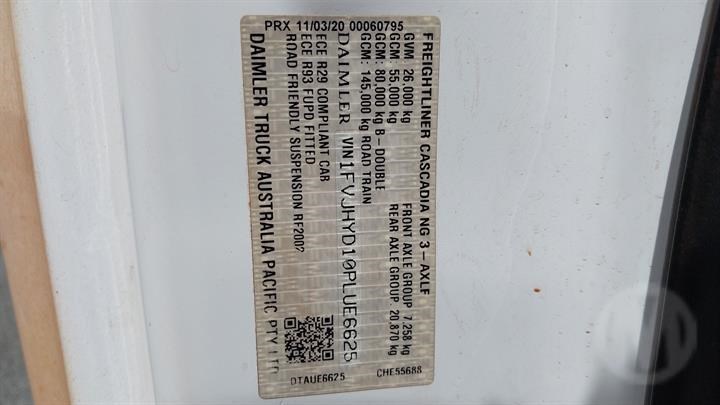 PRX 11/03/20 00060795
FREIGHTLINER CASCADIA NG 3-AXLE
GVM: 26,000 kg FRONT AXLE GROUP 7,258 kg
GCM: 55,000 kg REAR AXLE GROUP 20,870 kg
GCM: 80,000 kg B-DOUBLE
GCM: 145,000 kg ROAD TRAIN
DAIMLER VIN1FVJHYD10PLUE6625
ECE R29 COMPLIANT CAB
ECE R93 FUPD FITTED
ROAD FRIENDLY SUSPENSION RF2002
DAIMLER TRUCK AUSTRALIA PACIFIC PTY LTD
DTAUE6625 CHE55688
M